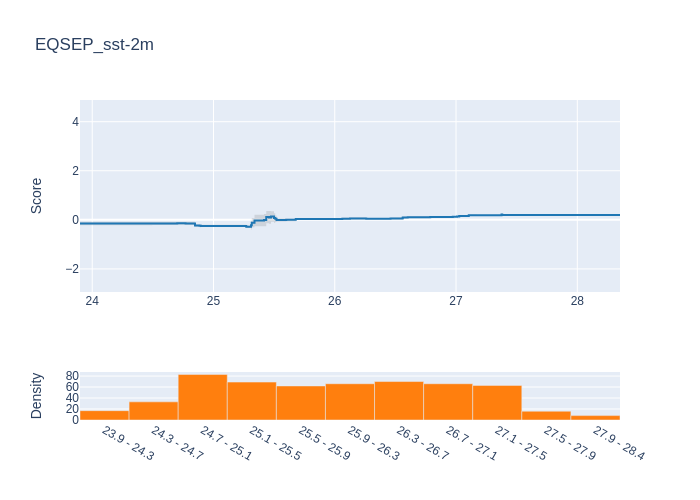 EQSEP_sst-2m
Score
4
2
0
−2
24
25
26
27
28
Density
80
60
40
20
0
23.9 - 24.3
24.3 - 24.7
24.7 - 25.1
25.1 - 25.5
25.5 - 25.9
25.9 - 26.3
26.3 - 26.7
26.7 - 27.1
27.1 - 27.5
27.5 - 27.9
27.9 - 28.4